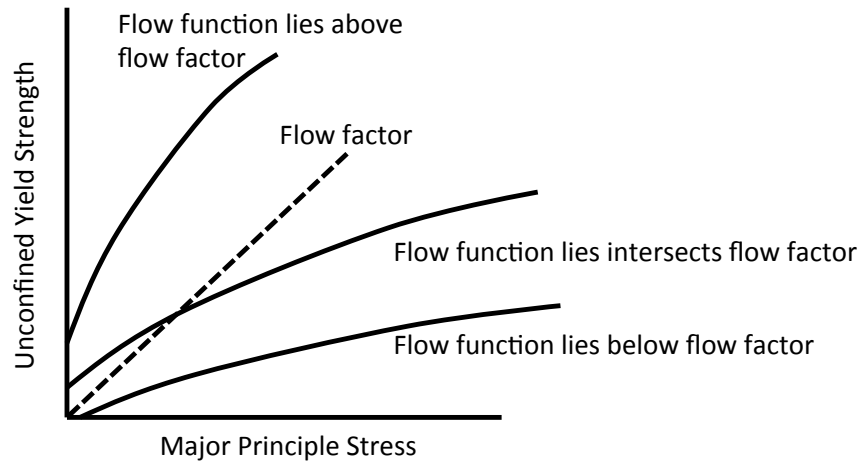 Flow function lies above
flow factor
Flow factor
Unconfined Yield Strength
Flow function lies intersects flow factor
Flow function lies below flow factor
Major Principle Stress